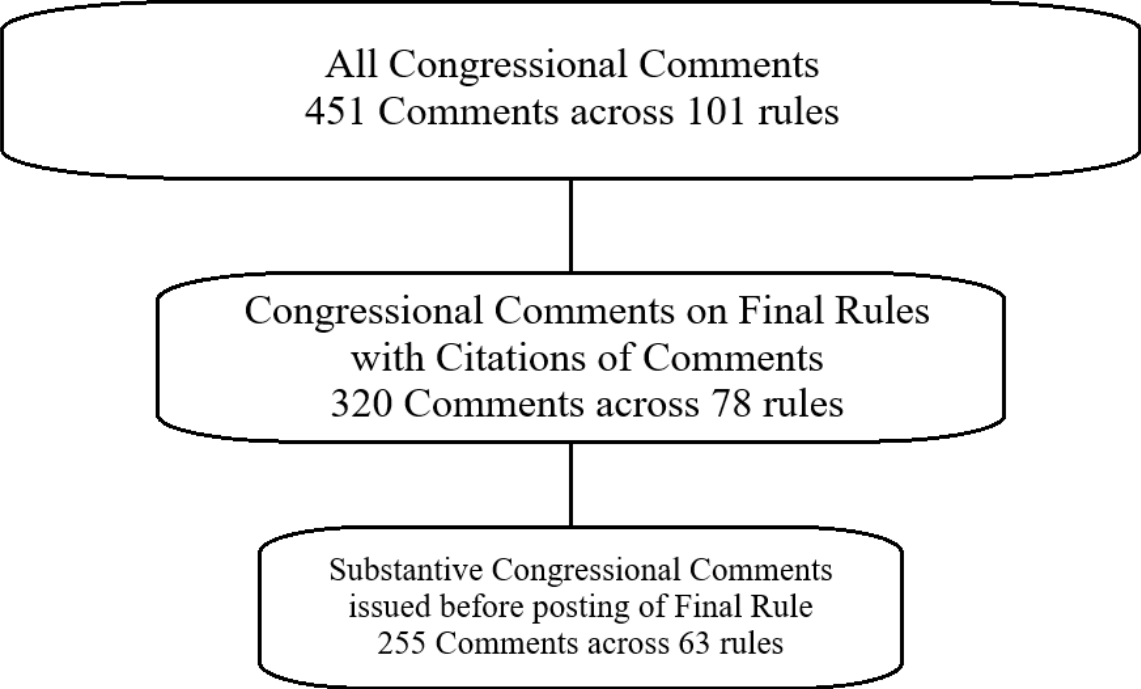 All Congressional Comments
451 Comments across 101 rules
Congressional Comments on Final Rules
with Citations of Comments
320 Comments across 78 rules
Substantive Congressional Comments
issued before posting of Final Rule
255 Comments across 63 rules